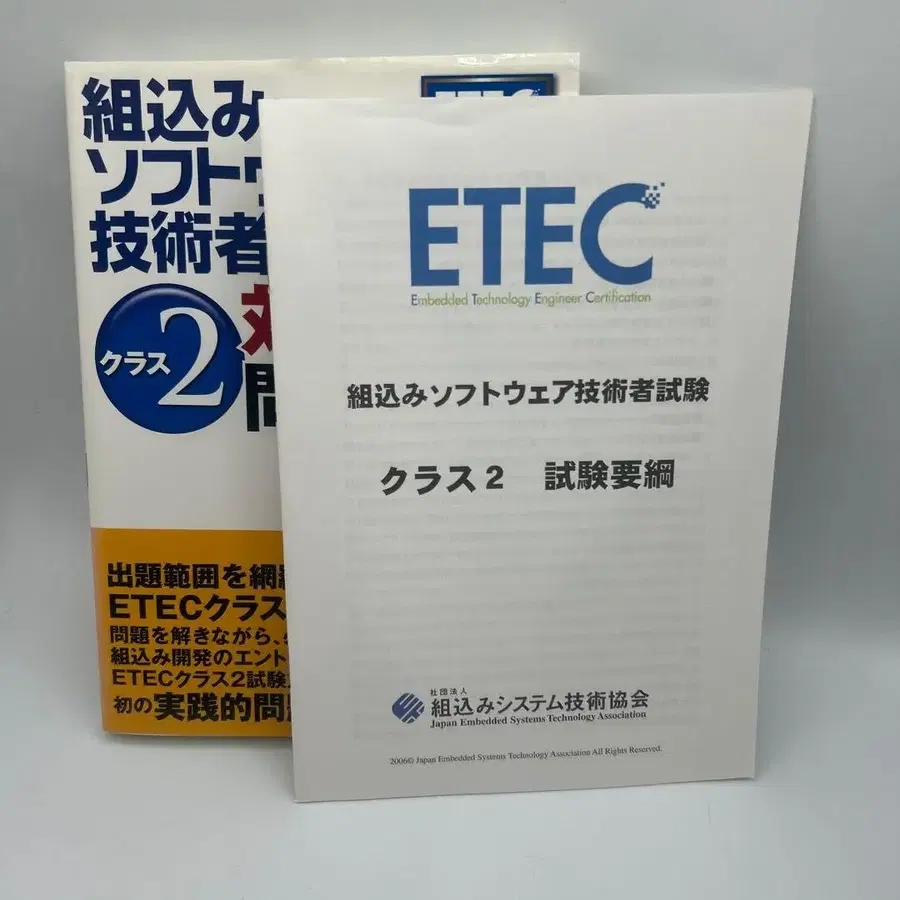 組込み
ソフトウ
技術者
ETEC
クラス2
対
問
出題範囲を網羅
ETECクラス
問題を解きながら、
組込み開発のエント
ETECクラス2試験
初の実践的問
ETEC
Embedded Technology Engineer Certification
組込みソフトウェア技術者試験
クラス2 試験要綱
社団法人
組込みシステム技術協会
Japan Embedded Systems Technology Association
2006© Japan Embedded Systems Technology Association All Rights Reserved.